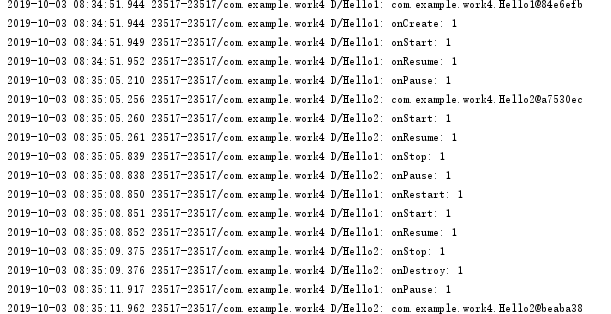 2019-10-03 08:34:51.944 23517-23517/com.example.work4 D/Hello1: com.example.work4.Hello1@84e6efb
2019-10-03 08:34:51.944 23517-23517/com.example.work4 D/Hello1: onCreate: 1
2019-10-03 08:34:51.949 23517-23517/com.example.work4 D/Hello1: onStart: 1
2019-10-03 08:34:51.952 23517-23517/com.example.work4 D/Hello1: onResume: 1
2019-10-03 08:35:05.210 23517-23517/com.example.work4 D/Hello1: onPause: 1
2019-10-03 08:35:05.256 23517-23517/com.example.work4 D/Hello2: com.example.work4.Hello2@a7530ec
2019-10-03 08:35:05.260 23517-23517/com.example.work4 D/Hello2: onStart: 1
2019-10-03 08:35:05.261 23517-23517/com.example.work4 D/Hello2: onResume: 1
2019-10-03 08:35:05.839 23517-23517/com.example.work4 D/Hello1: onStop: 1
2019-10-03 08:35:08.838 23517-23517/com.example.work4 D/Hello2: onPause: 1
2019-10-03 08:35:08.850 23517-23517/com.example.work4 D/Hello1: onRestart: 1
2019-10-03 08:35:08.851 23517-23517/com.example.work4 D/Hello1: onStart: 1
2019-10-03 08:35:08.852 23517-23517/com.example.work4 D/Hello1: onResume: 1
2019-10-03 08:35:09.375 23517-23517/com.example.work4 D/Hello2: onStop: 1
2019-10-03 08:35:09.376 23517-23517/com.example.work4 D/Hello2: onDestroy: 1
2019-10-03 08:35:11.917 23517-23517/com.example.work4 D/Hello1: onPause: 1
2019-10-03 08:35:11.962 23517-23517/com.example.work4 D/Hello2: com.example.work4.Hello2@beaba38